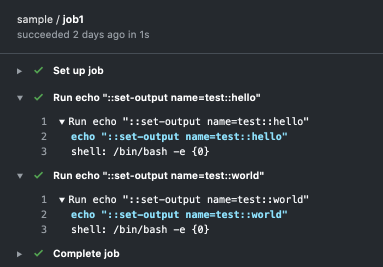 sample / job1
succeeded 2 days ago in 1s
Set up job
Run echo "::set-output name=test::hello"
1 ▼ Run echo "::set-output name=test::hello"
2 echo "::set-output name=test::hello"
3 shell: /bin/bash -e {0}
Run echo "::set-output name=test::world"
1 ▼ Run echo "::set-output name=test::world"
2 echo "::set-output name=test::world"
3 shell: /bin/bash -e {0}
Complete job